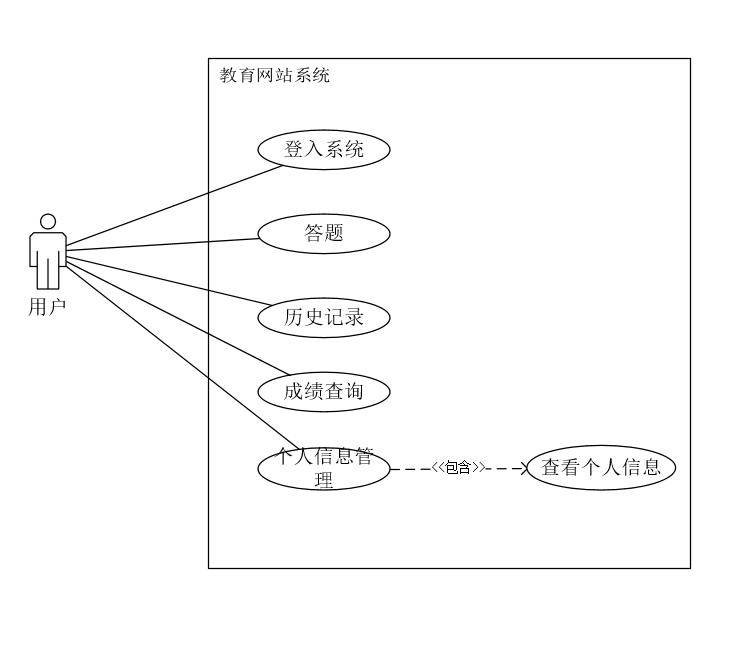 教育网站系统
登入系统
答题
用户
历史记录
成绩查询
个人信息管
理
<<包含>>
查看个人信息